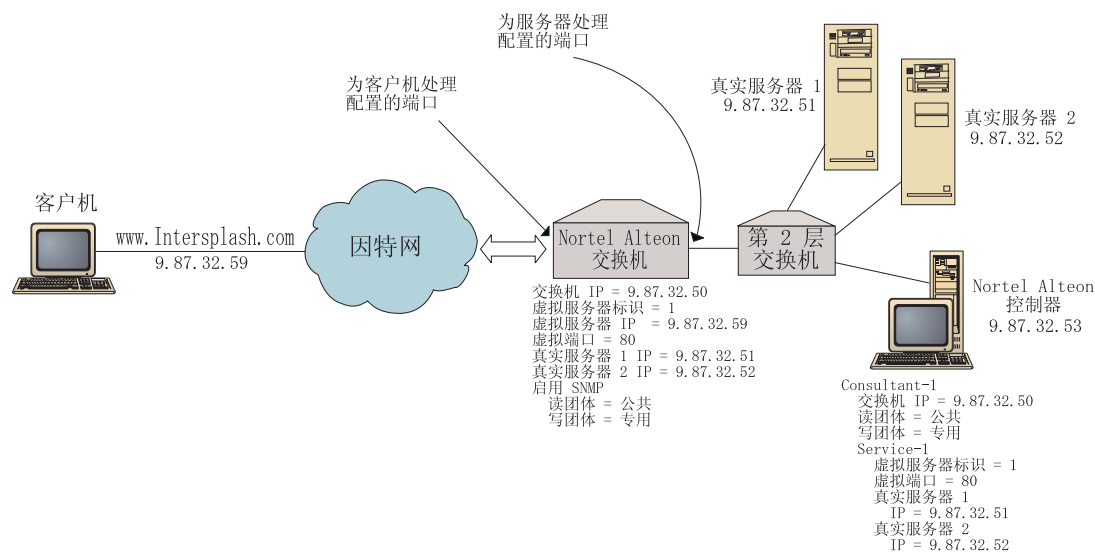 为服务器处理
配置的端口
为客户机处理
配置的端口
真实服务器 1
9.87.32.51
真实服务器 2
9.87.32.52
客户机
www.Intersplash.com
9.87.32.59
因特网
Nortel Alteon
交换机
第 2 层
交换机
交换机 IP = 9.87.32.50
虚拟服务器标识 = 1
虚拟服务器 IP = 9.87.32.59
虚拟端口 = 80
真实服务器 1 IP = 9.87.32.51
真实服务器 2 IP = 9.87.32.52
启用 SNMP
读团体 = 公共
写团体 = 专用
Nortel Alteon
控制器
9.87.32.53
Consultant-1
交换机 IP = 9.87.32.50
读团体 = 公共
写团体 = 专用
Service-1
虚拟服务器标识 = 1
虚拟端口 = 80
真实服务器 1
IP = 9.87.32.51
真实服务器 2
IP = 9.87.32.52